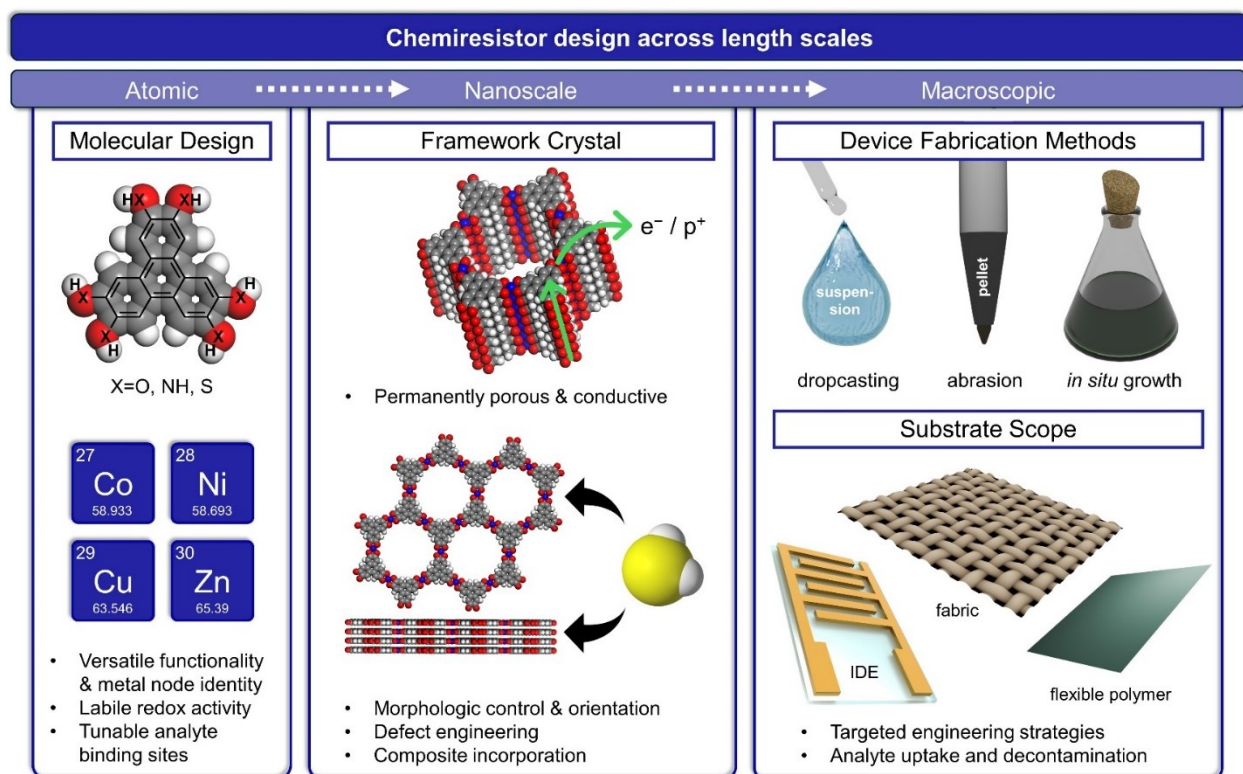 Chemiresistor design across length scales
Atomic
Nanoscale
Macroscopic
Molecular Design
HX
XH
H
X
X
H
X
H
X
H
X=O, NH, S
27
Co
58.933
28
Ni
58.693
29
Cu
63.546
30
Zn
65.39
• Versatile functionality
& metal node identity
• Labile redox activity
• Tunable analyte
binding sites
Framework Crystal
e⁻ / p⁺
• Permanently porous & conductive
• Morphologic control & orientation
• Defect engineering
• Composite incorporation
Device Fabrication Methods
suspen-
sion
pellet
dropcasting
abrasion
in situ growth
Substrate Scope
fabric
IDE
flexible polymer
• Targeted engineering strategies
• Analyte uptake and decontamination